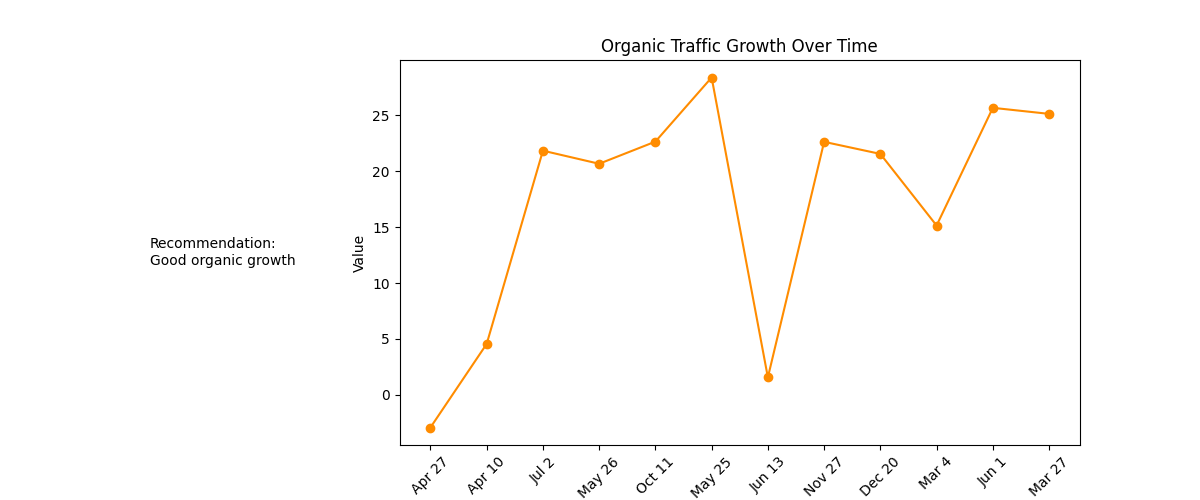 Organic Traffic Growth Over Time
Recommendation:
Good organic growth
Value
25
20
15
10
5
0
Apr 27
Apr 10
Jul 2
May 26
Oct 11
May 25
Jun 13
Nov 27
Dec 20
Mar 4
Jun 1
Mar 27